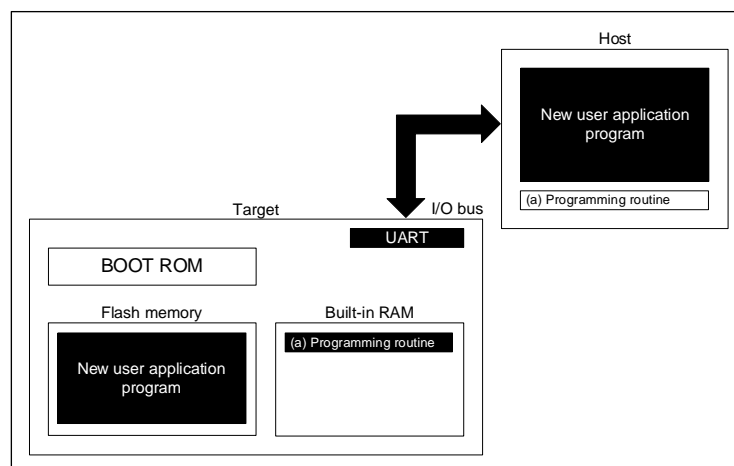 Host
New user application
program
(a) Programming routine
Target
I/O bus
UART
BOOT ROM
Flash memory
Built-in RAM
(a) Programming routine
New user application
program